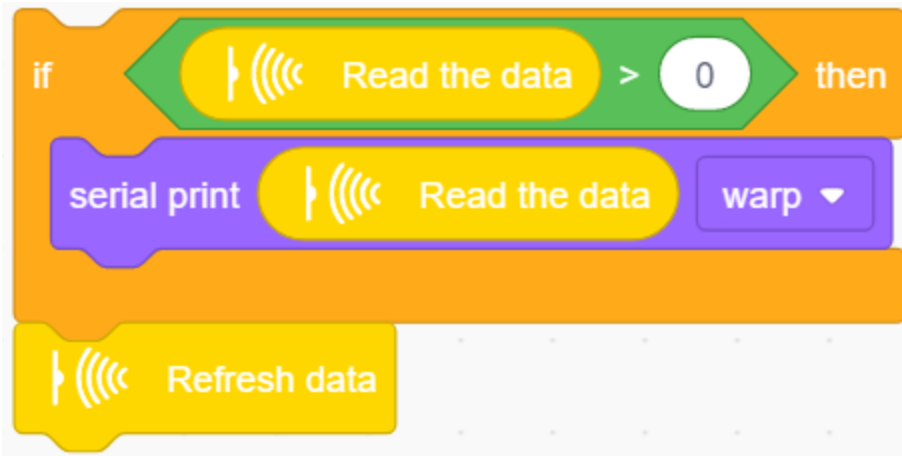 if Read the data > 0 then
serial print Read the data warp
Refresh data